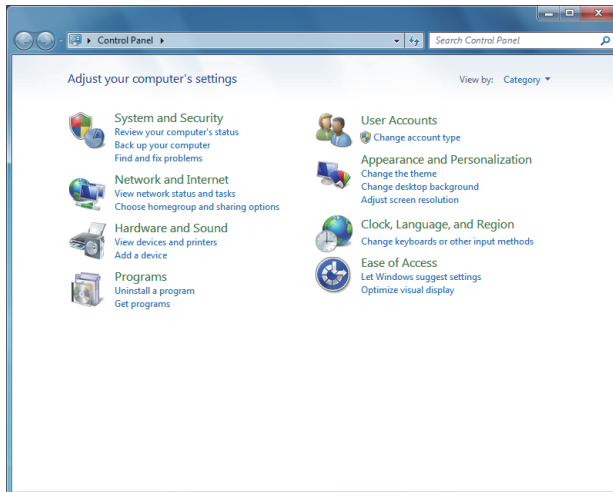 Control Panel
Search Control Panel
Adjust your computer's settings
View by: Category
System and Security
Review your computer's status
Back up your computer
Find and fix problems
Network and Internet
View network status and tasks
Choose homegroup and sharing options
Hardware and Sound
View devices and printers
Add a device
Programs
Uninstall a program
Get programs
User Accounts
Change account type
Appearance and Personalization
Change the theme
Change desktop background
Adjust screen resolution
Clock, Language, and Region
Change keyboards or other input methods
Ease of Access
Let Windows suggest settings
Optimize visual display